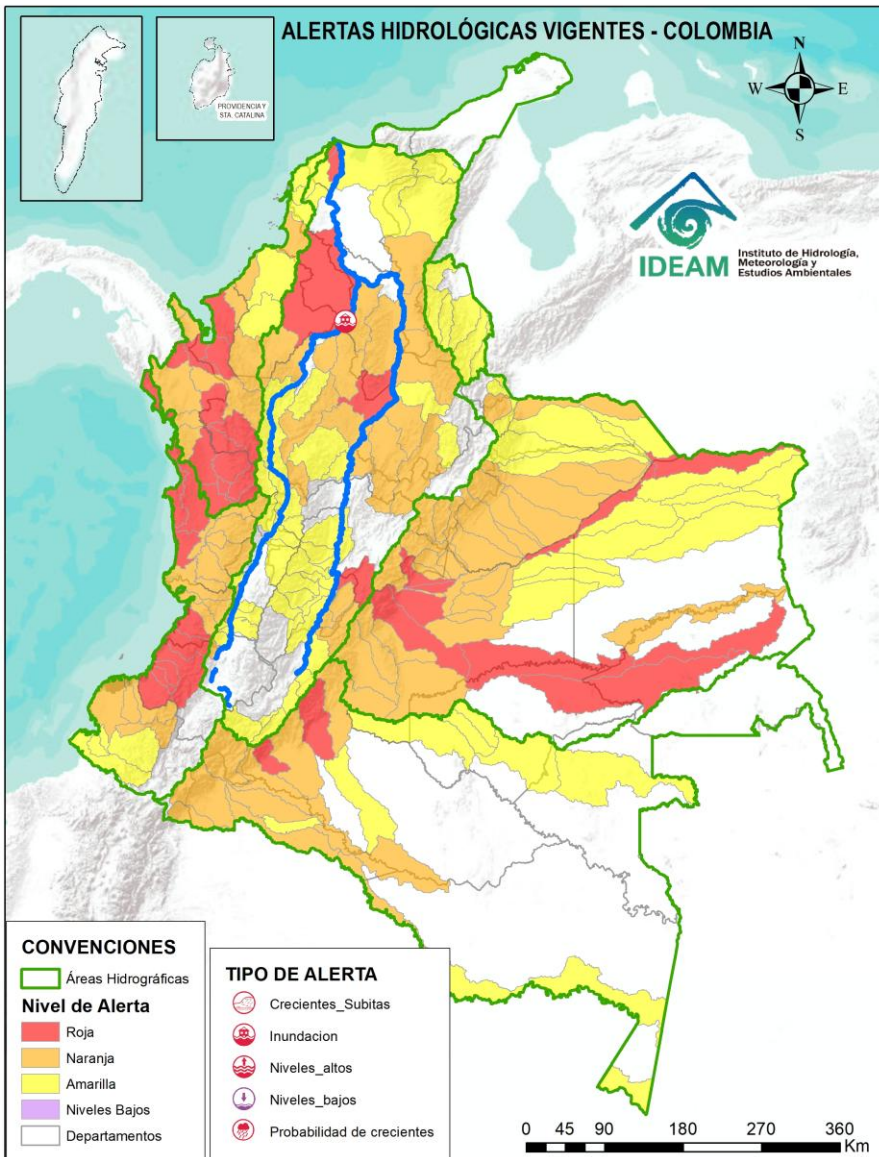 ALERTAS HIDROLÓGICAS VIGENTES - COLOMBIA
PROVIDENCIA Y
STA. CATALINA
N
W E
S
IDEAM
Instituto de Hidrología,
Meteorología y
Estudios Ambientales
CONVENCIONES
Áreas Hidrográficas
Nivel de Alerta
Roja
Naranja
Amarilla
Niveles Bajos
Departamentos
TIPO DE ALERTA
Crecientes_Subitas
Inundacion
Niveles_altos
Niveles_bajos
Probabilidad de crecientes
0 45 90 180 270 360
Km